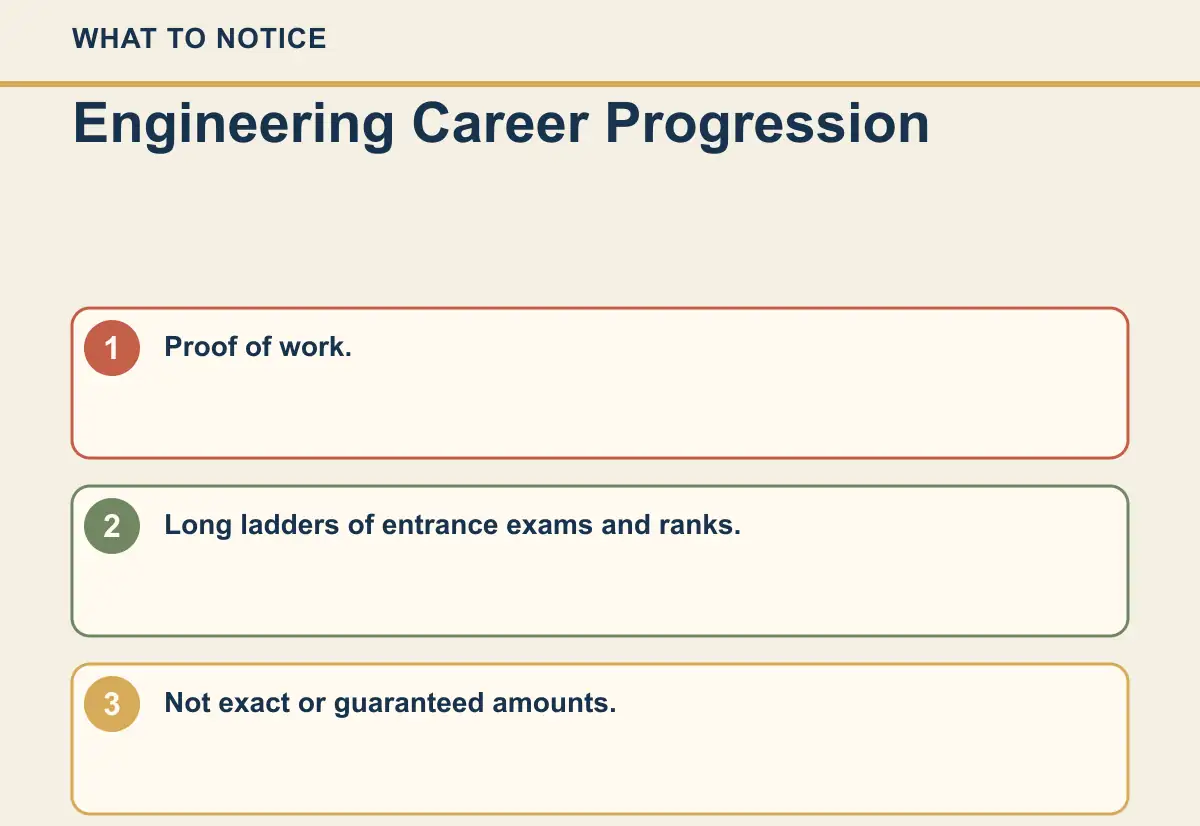 WHAT TO NOTICE
Engineering Career Progression
1 Proof of work.
2 Long ladders of entrance exams and ranks.
3 Not exact or guaranteed amounts.